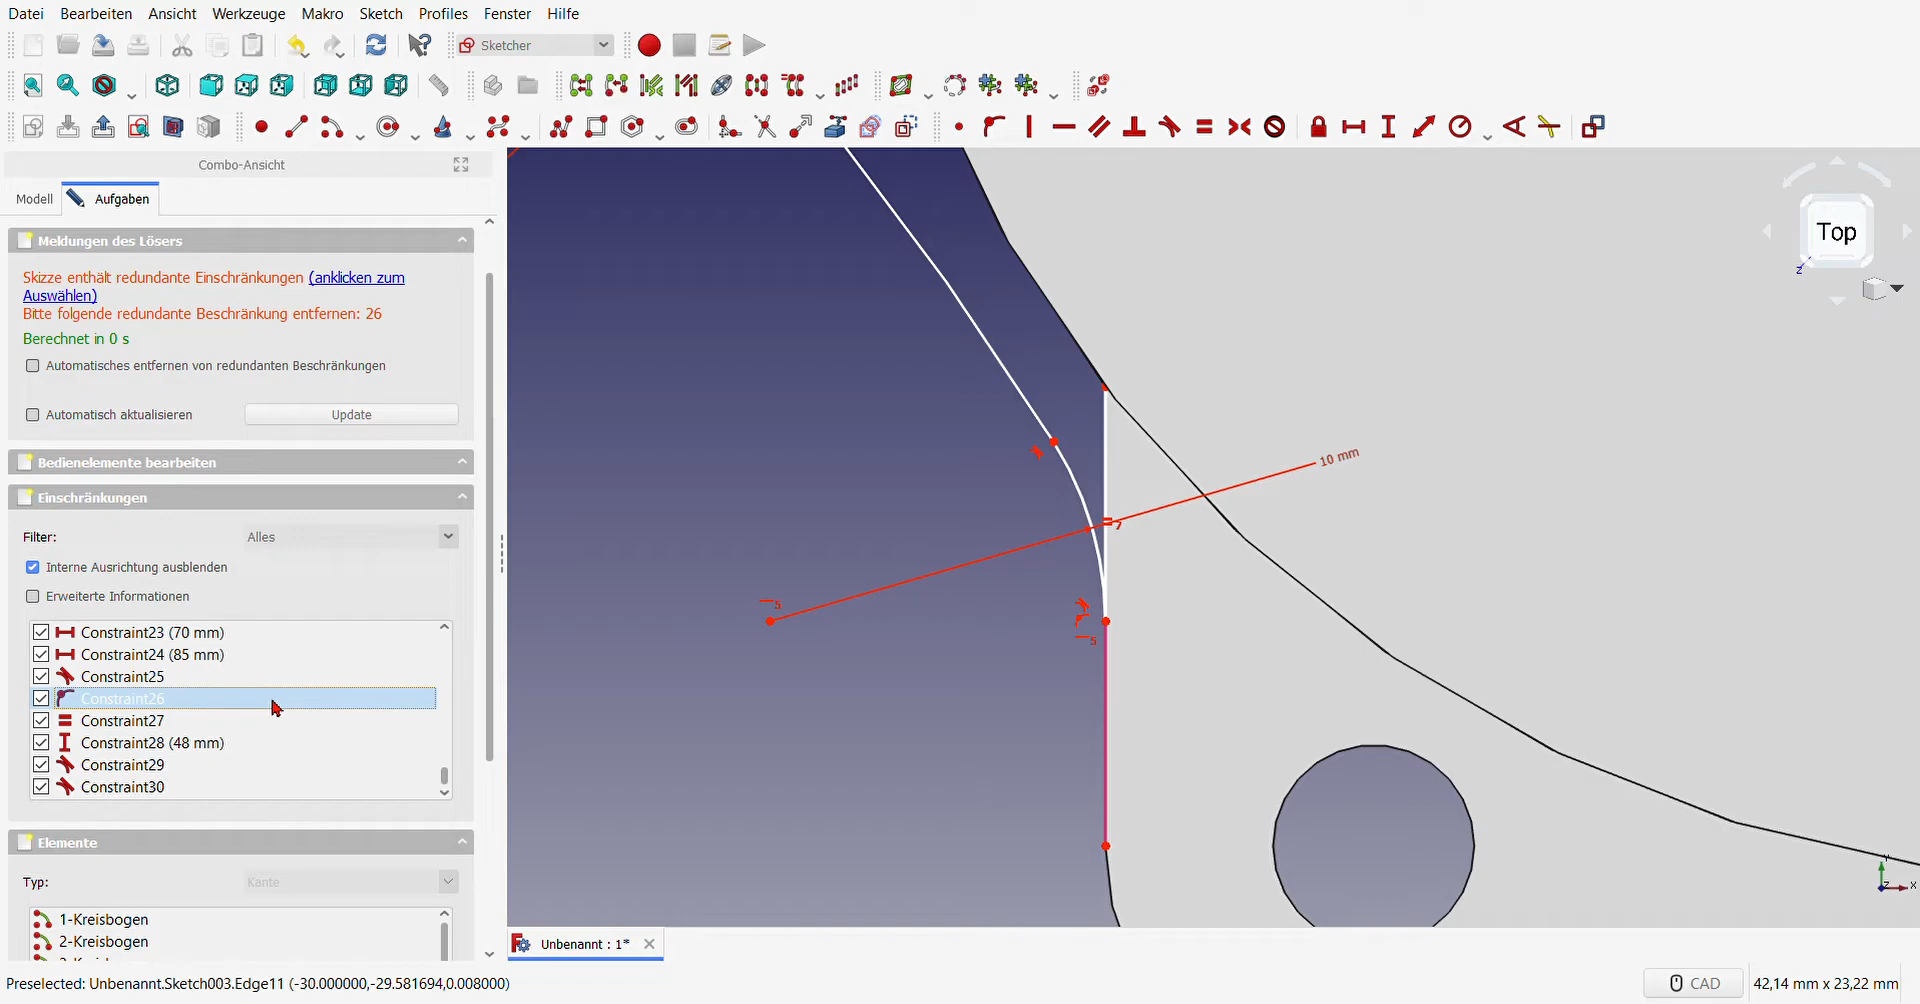 Datei Bearbeiten Ansicht Werkzeuge Makro Sketch Profiles Fenster Hilfe
Sketcher
Combo-Ansicht
Modell Aufgaben
Meldungen des Lösers
Skizze enthält redundante Einschränkungen (anklicken zum
Auswählen)
Bitte folgende redundante Beschränkung entfernen: 26
Berechnet in 0 s
Automatisches entfernen von redundanten Beschränkungen
Automatisch aktualisieren Update
Bedienelemente bearbeiten
Einschränkungen
Filter: Alles
Interne Ausrichtung ausblenden
Erweiterte Informationen
Constraint23 (70 mm)
Constraint24 (85 mm)
Constraint25
Constraint26
Constraint27
Constraint28 (48 mm)
Constraint29
Constraint30
Elemente
Typ: Kante
1-Kreisbogen
2-Kreisbogen
Top
z
10 mm
7
5
5
Y
Z X
Unbenannt : 1*
Preselected: Unbenannt.Sketch003.Edge11 (-30.000000,-29.581694,0.008000)
CAD 42,14 mm x 23,22 mm